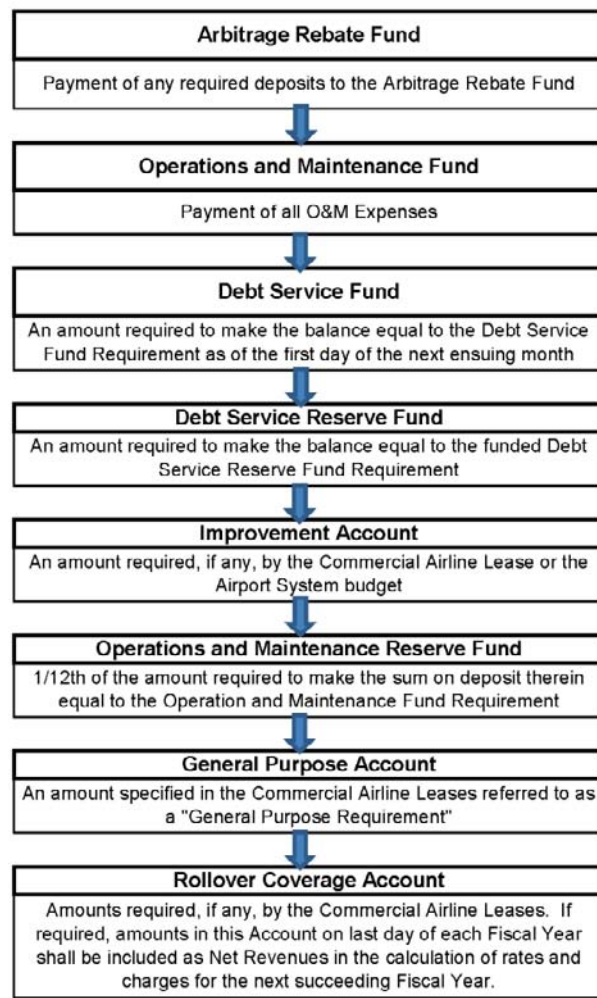 Arbitrage Rebate Fund
Payment of any required deposits to the Arbitrage Rebate Fund
Operations and Maintenance Fund
Payment of all O&M Expenses
Debt Service Fund
An amount required to make the balance equal to the Debt Service
Fund Requirement as of the first day of the next ensuing month
Debt Service Reserve Fund
An amount required to make the balance equal to the funded Debt
Service Reserve Fund Requirement
Improvement Account
An amount required, if any, by the Commercial Airline Lease or the
Airport System budget
Operations and Maintenance Reserve Fund
1/12th of the amount required to make the sum on deposit therein
equal to the Operation and Maintenance Fund Requirement
General Purpose Account
An amount specified in the Commercial Airline Leases referred to as
a "General Purpose Requirement"
Rollover Coverage Account
Amounts required, if any, by the Commercial Airline Leases. If
required, amounts in this Account on last day of each Fiscal Year
shall be included as Net Revenues in the calculation of rates and
charges for the next succeeding Fiscal Year.